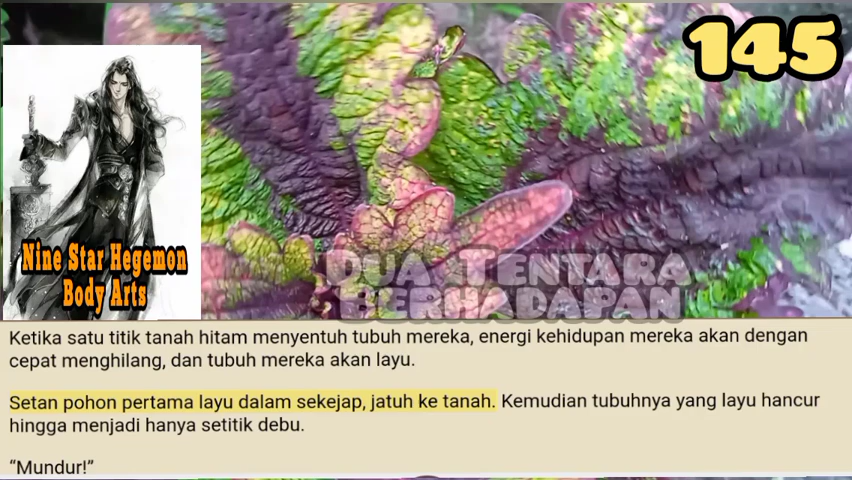 145
Nine Star Hegemon
Body Arts
DUA TENTARA
BERHADAPAN
Ketika satu titik tanah hitam menyentuh tubuh mereka, energi kehidupan mereka akan dengan
cepat menghilang, dan tubuh mereka akan layu.
Setan pohon pertama layu dalam sekejap, jatuh ke tanah. Kemudian tubuhnya yang layu hancur
hingga menjadi hanya setitik debu.
“Mundur!”